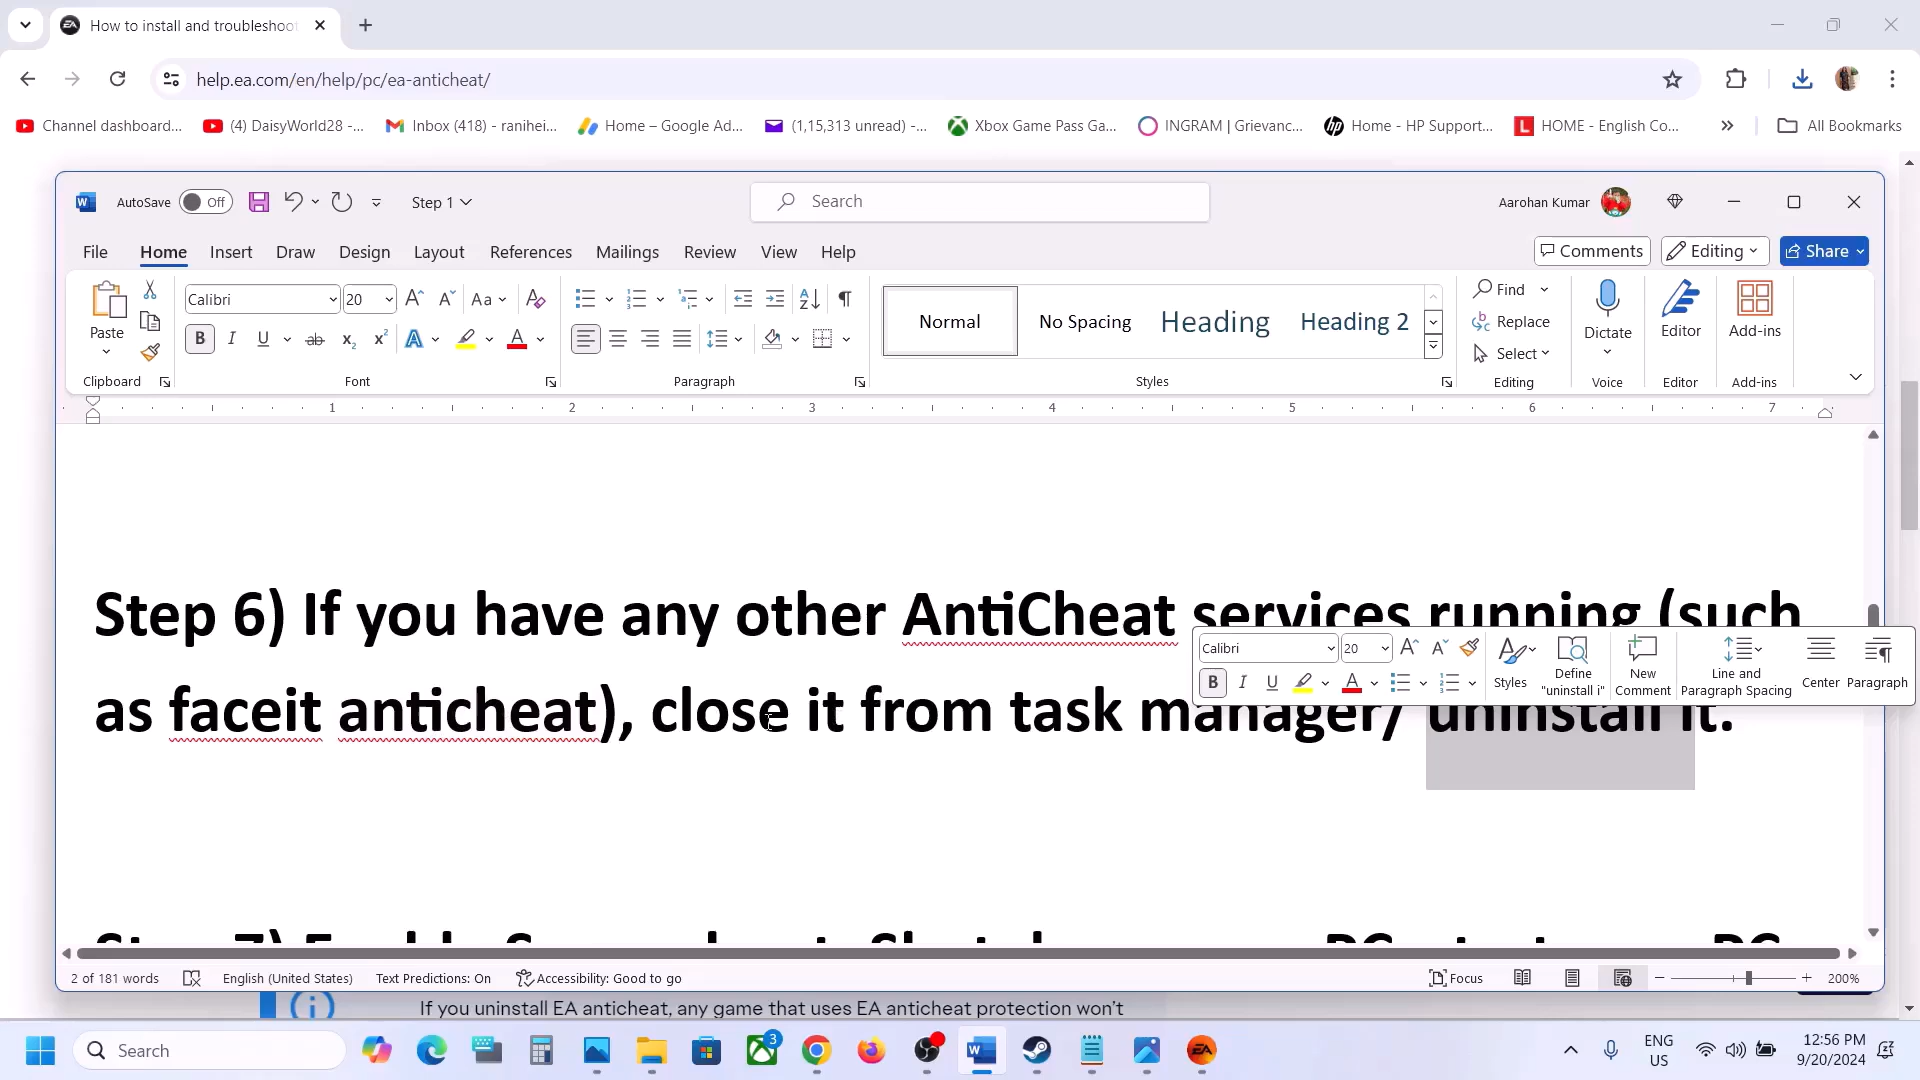 How to install and troubleshoot
help.ea.com/en/help/pc/ea-anticheat/
Channel dashboard...
(4) DaisyWorld28 -...
Inbox (418) - ranihei...
Home – Google Ad...
(1,15,313 unread) -...
Xbox Game Pass Ga...
INGRAM | Grievanc...
Home - HP Support...
HOME - English Co...
All Bookmarks
AutoSave Off
Step 1
Search
Aarohan Kumar
File Home Insert Draw Design Layout References Mailings Review View Help
Comments Editing Share
Paste
Calibri 20
Normal
No Spacing
Heading
Heading 2
Find
Replace
Select
Dictate
Editor
Add-ins
Clipboard Font Paragraph Styles Editing Voice Editor Add-ins
1 2 3 4 5 6 7
Step 6) If you have any other AntiCheat services running (such
as faceit anticheat), close it from task manager/ uninstall it.
Calibri 20
Styles
Define "uninstall i"
New Comment
Line and Paragraph Spacing
Center
Paragraph
2 of 181 words
English (United States)
Text Predictions: On
Accessibility: Good to go
Focus
200%
If you uninstall EA anticheat, any game that uses EA anticheat protection won't
Search
3
ENG
US
12:56 PM
9/20/2024